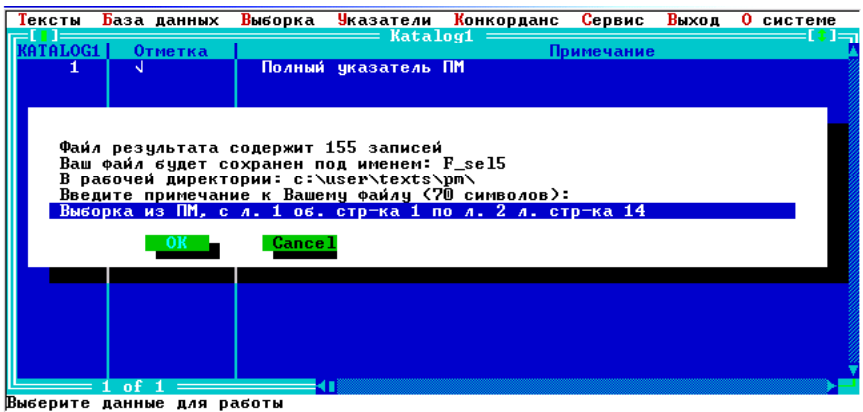 Тексты База данных Выборка Указатели Конкорданс Сервис Выход О системе
Katalog1
KATALOG1 Отметка Примечание
1 √ Полный указатель ПМ
Файл результата содержит 155 записей
Ваш файл будет сохранен под именем: F_sel5
В рабочей директории: c:\user\texts\pm\
Введите примечание к Вашему файлу (70 символов):
Выборка из ПМ, с л. 1 об. стр-ка 1 по л. 2 л. стр-ка 14
OK Cancel
1 of 1
Выберите данные для работы